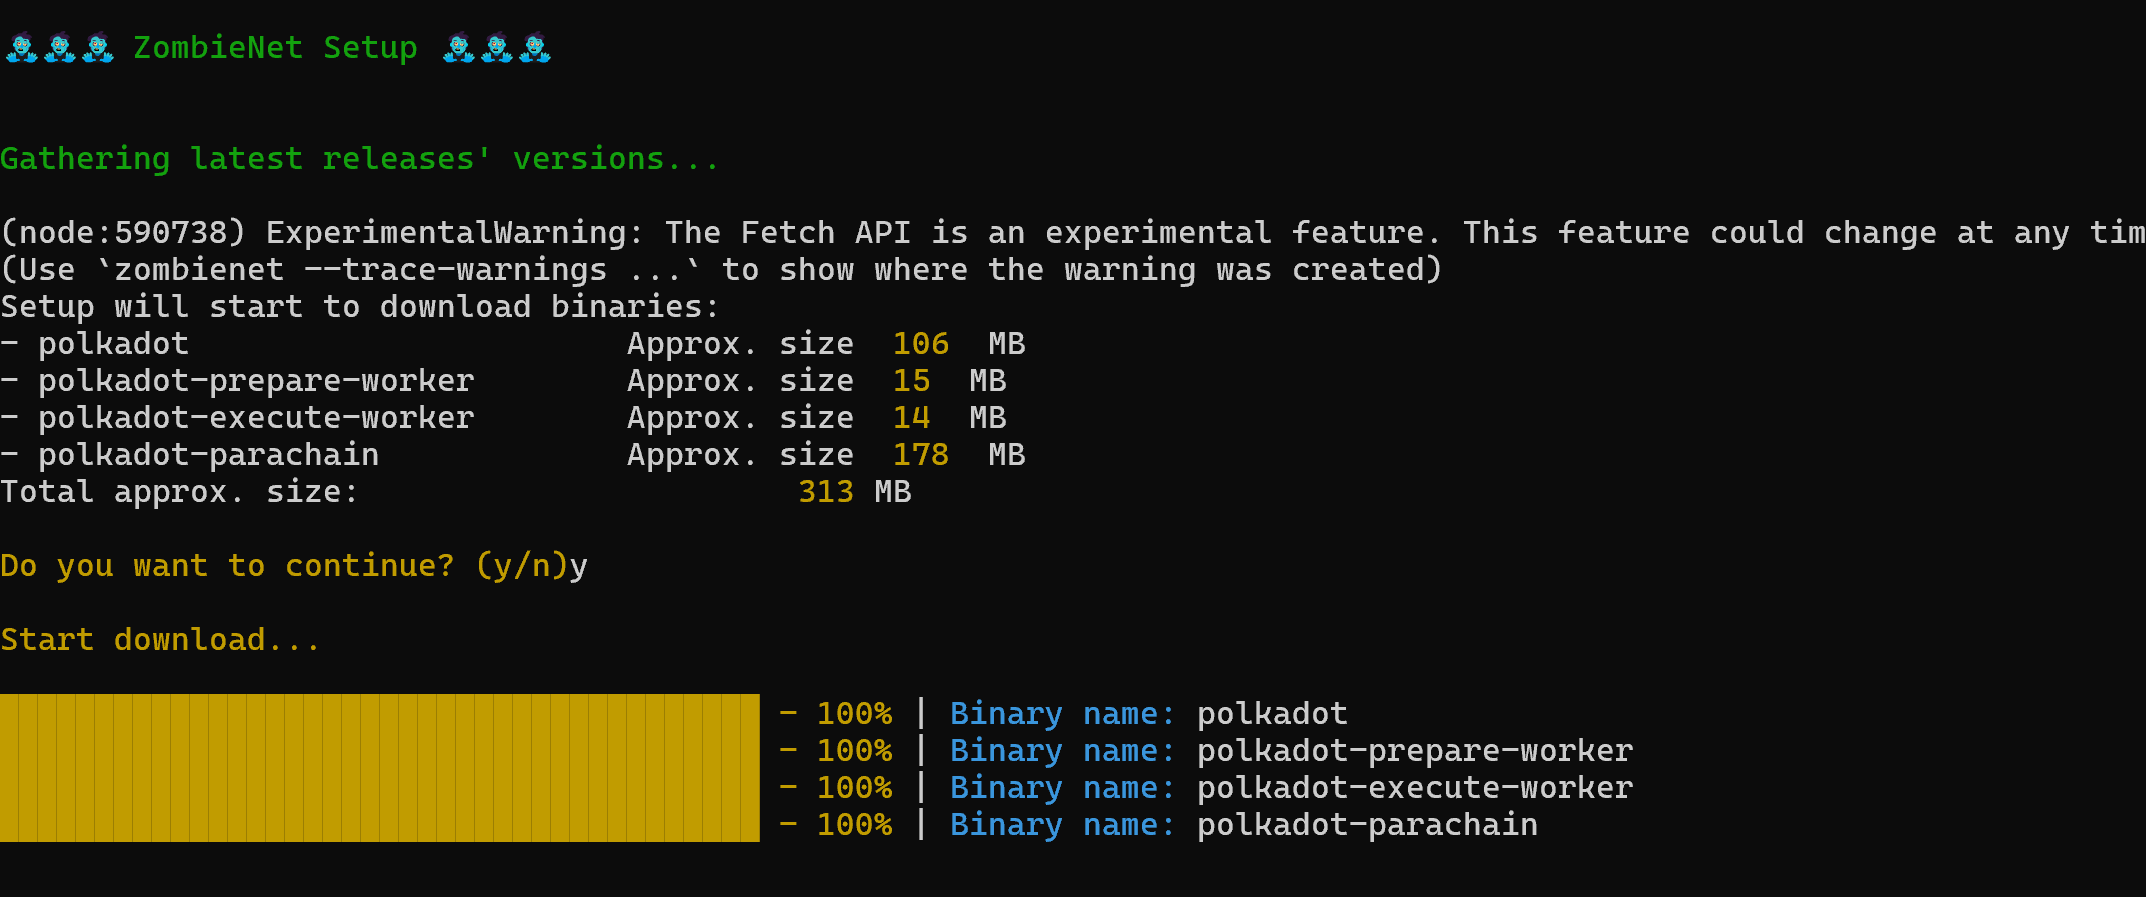 🧟🧟🧟 ZombieNet Setup 🧟🧟🧟
Gathering latest releases' versions...
(node:590738) ExperimentalWarning: The Fetch API is an experimental feature. This feature could change at any tim
(Use `zombienet --trace-warnings ...` to show where the warning was created)
Setup will start to download binaries:
- polkadot Approx. size 106 MB
- polkadot-prepare-worker Approx. size 15 MB
- polkadot-execute-worker Approx. size 14 MB
- polkadot-parachain Approx. size 178 MB
Total approx. size: 313 MB
Do you want to continue? (y/n)y
Start download...
- 100% | Binary name: polkadot
- 100% | Binary name: polkadot-prepare-worker
- 100% | Binary name: polkadot-execute-worker
- 100% | Binary name: polkadot-parachain